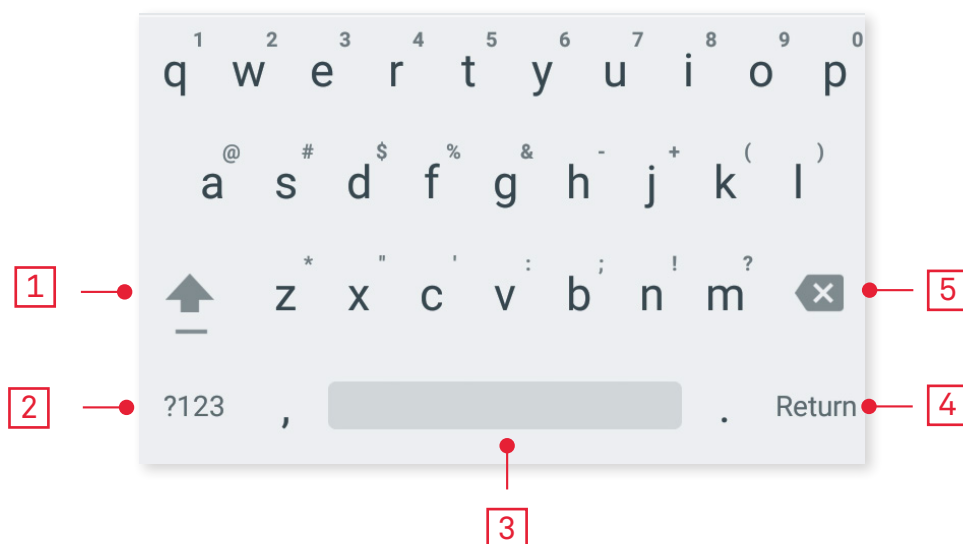 1 2 3 4 5 6 7 8 9 0
q w e r t y u i o p
@ # $ % & - + ( )
a s d f g h j k l
* " ' : ; ! ?
1 z x c v b n m 5
2 ?123 , . Return 4
3